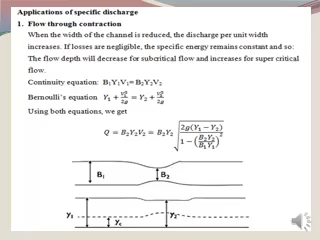 Applications of specific discharge
1. Flow through contraction
When the width of the channel is reduced, the discharge per unit width
increases. If losses are negligible, the specific energy remains constant and so:
The flow depth will decrease for subcritical flow and increases for super critical
flow.
Continuity equation: B₁Y₁V₁= B₂Y₂V₂
Bernoulli's equation Y₁ + V₁²/2g = Y₂ + V₂²/2g
Using both equations, we get
Q = B₂Y₂V₂ = B₂Y₂ √(2g(Y₁ − Y₂) / (1 − (B₂Y₂/B₁Y₁)²))
B₁ B₂
y₁ yc y₂